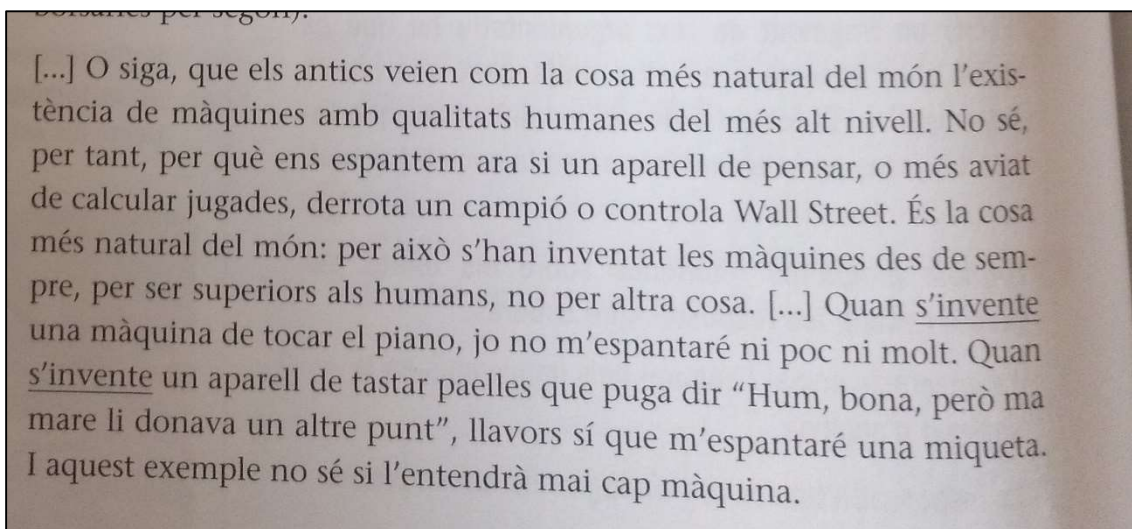 [...] O siga, que els antics veien com la cosa més natural del món l’exis-
tència de màquines amb qualitats humanes del més alt nivell. No sé,
per tant, per què ens espantem ara si un aparell de pensar, o més aviat
de calcular jugades, derrota un campió o controla Wall Street. És la cosa
més natural del món: per això s’han inventat les màquines des de sem-
pre, per ser superiors als humans, no per altra cosa. [...] Quan s’invente
una màquina de tocar el piano, jo no m’espantaré ni poc ni molt. Quan
s’invente un aparell de tastar paelles que puga dir “Hum, bona, però ma
mare li donava un altre punt”, llavors sí que m’espantaré una miqueta.
I aquest exemple no sé si l’entendrà mai cap màquina.